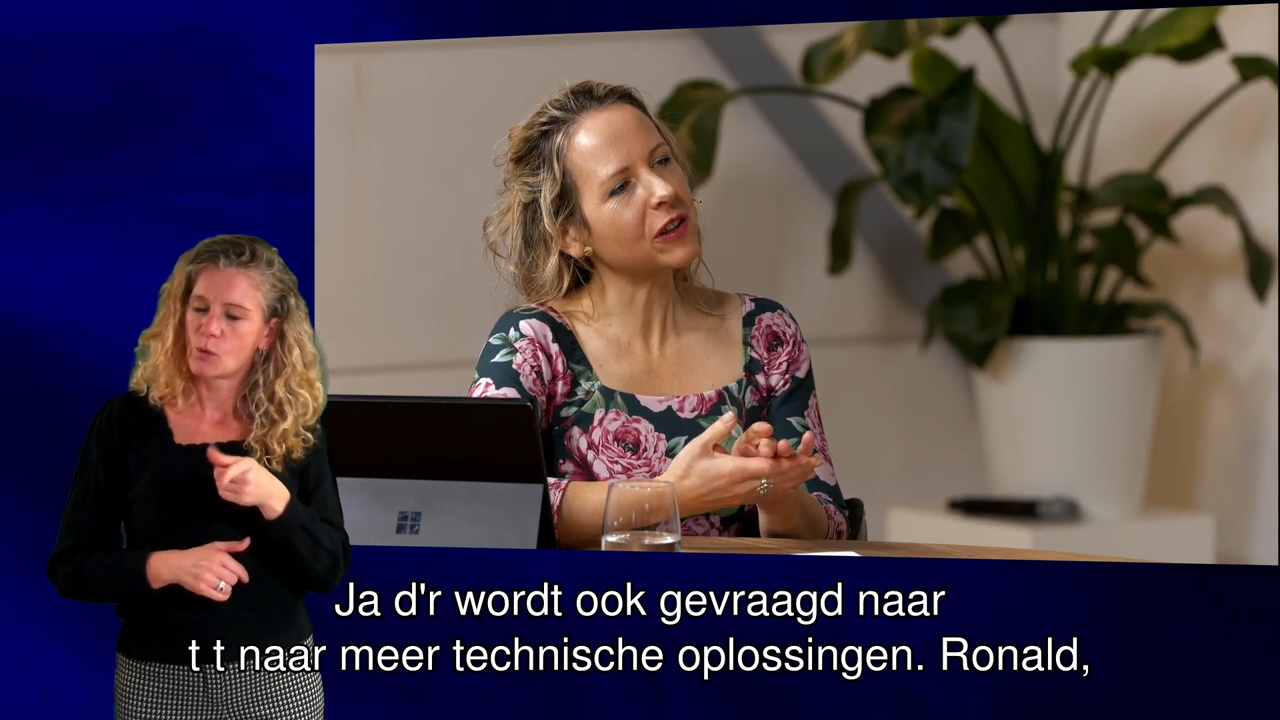 Ja d'r wordt ook gevraagd naar
t t naar meer technische oplossingen. Ronald,